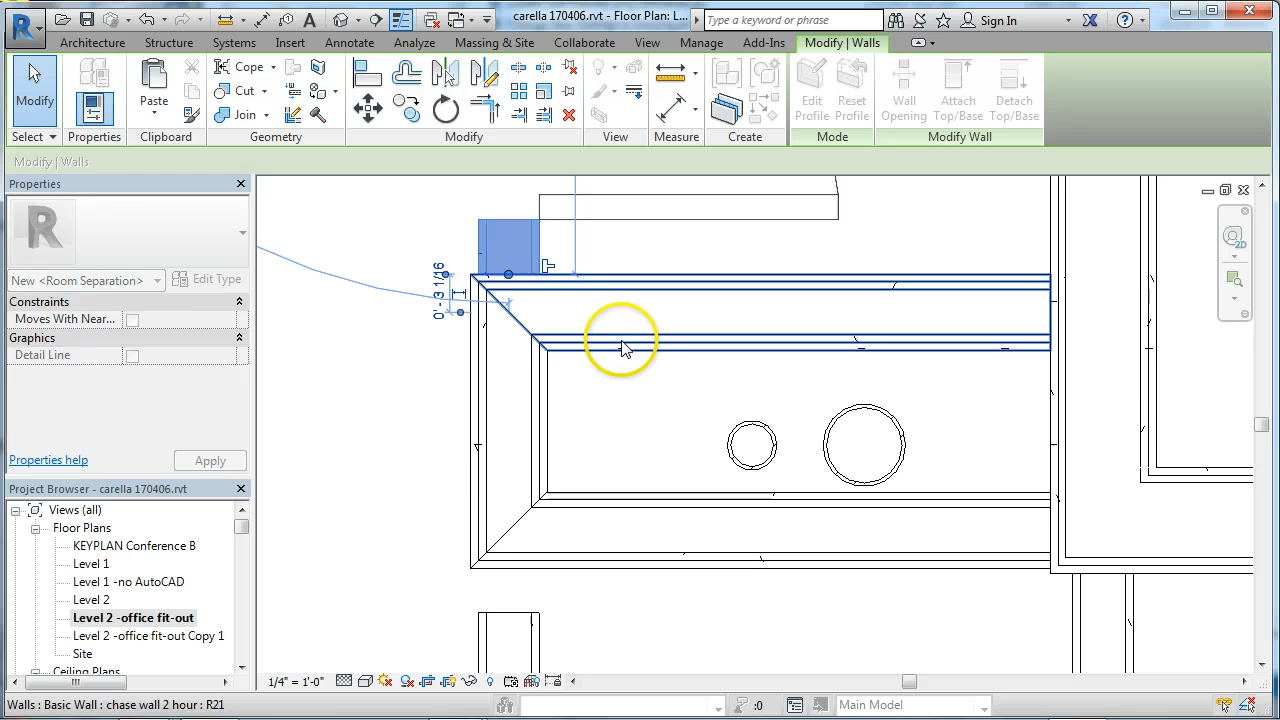 carella 170406.rvt - Floor Plan: L...
Type a keyword or phrase
Sign In
Architecture Structure Systems Insert Annotate Analyze Massing & Site Collaborate View Manage Add-Ins Modify | Walls
Modify
Paste
Cope
Cut
Join
Edit Profile
Reset Profile
Wall Opening
Attach Top/Base
Detach Top/Base
Select Properties Clipboard Geometry Modify View Measure Create Mode Modify Wall
Modify | Walls
Properties
New <Room Separation>
Edit Type
Constraints
Moves With Near...
Graphics
Detail Line
Properties help
Apply
Project Browser - carella 170406.rvt
Views (all)
Floor Plans
KEYPLAN Conference B
Level 1
Level 1 -no AutoCAD
Level 2
Level 2 -office fit-out
Level 2 -office fit-out Copy 1
Site
Ceiling Plans
0' - 3 1/16
2D
1/4" = 1'-0"
Walls : Basic Wall : chase wall 2 hour : R21
:0
Main Model